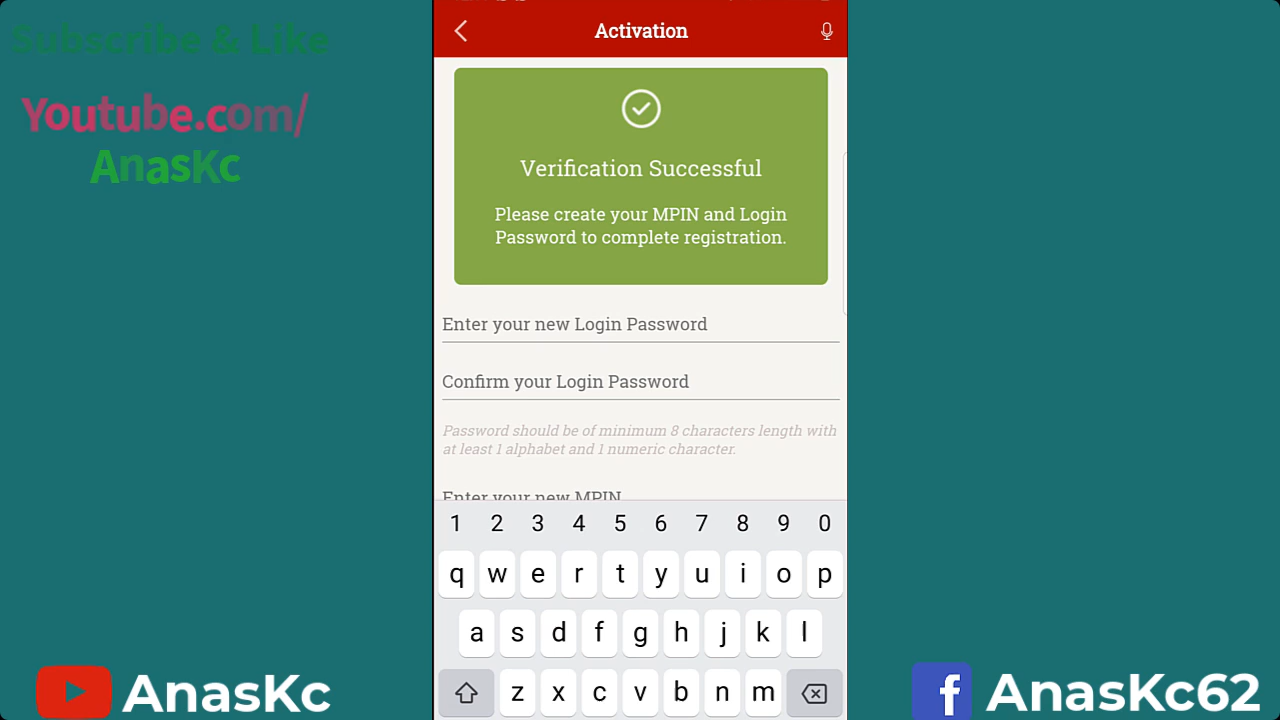 Subscribe & Like
Youtube.com/
AnasKc
Activation
Verification Successful
Please create your MPIN and Login
Password to complete registration.
Enter your new Login Password
Confirm your Login Password
Password should be of minimum 8 characters length with
at least 1 alphabet and 1 numeric character.
Enter your new MPIN
1 2 3 4 5 6 7 8 9 0
q w e r t y u i o p
a s d f g h j k l
z x c v b n m
AnasKc
f AnasKc62